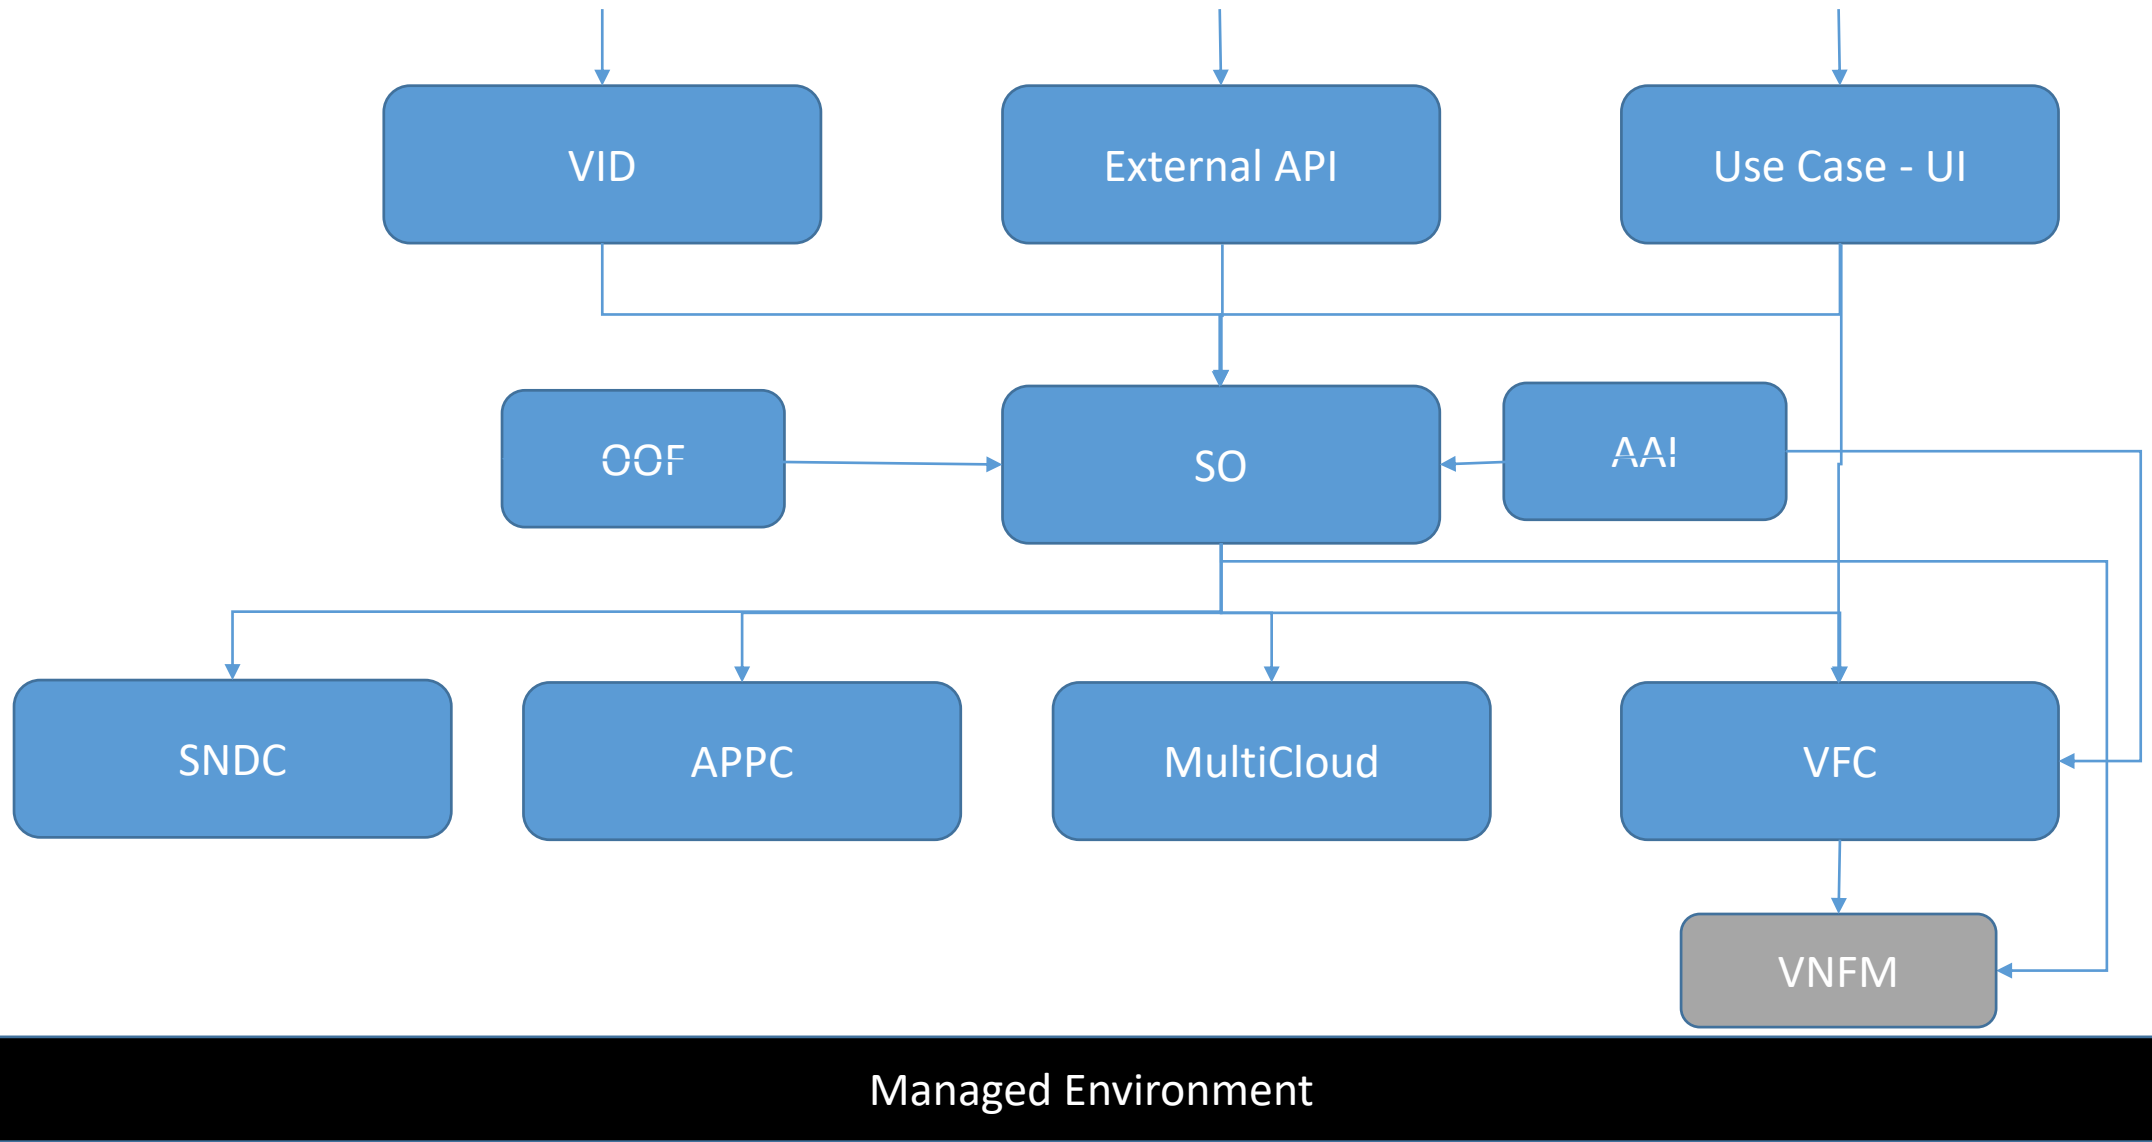 VID
External API
Use Case - UI
OOF
SO
AAI
SNDC
APPC
MultiCloud
VFC
VNFM
Managed Environment